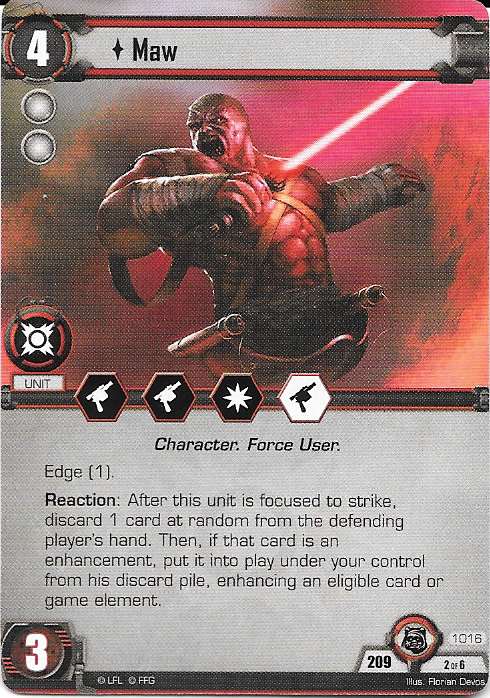 4
Maw
UNIT
Character. Force User.
Edge (1).
Reaction: After this unit is focused to strike,
discard 1 card at random from the defending
player's hand. Then, if that card is an
enhancement, put it into play under your control
from his discard pile, enhancing an eligible card or
game element.
3
209
1016
2 OF 6
© LFL © FFG
Illus. Florian Devos